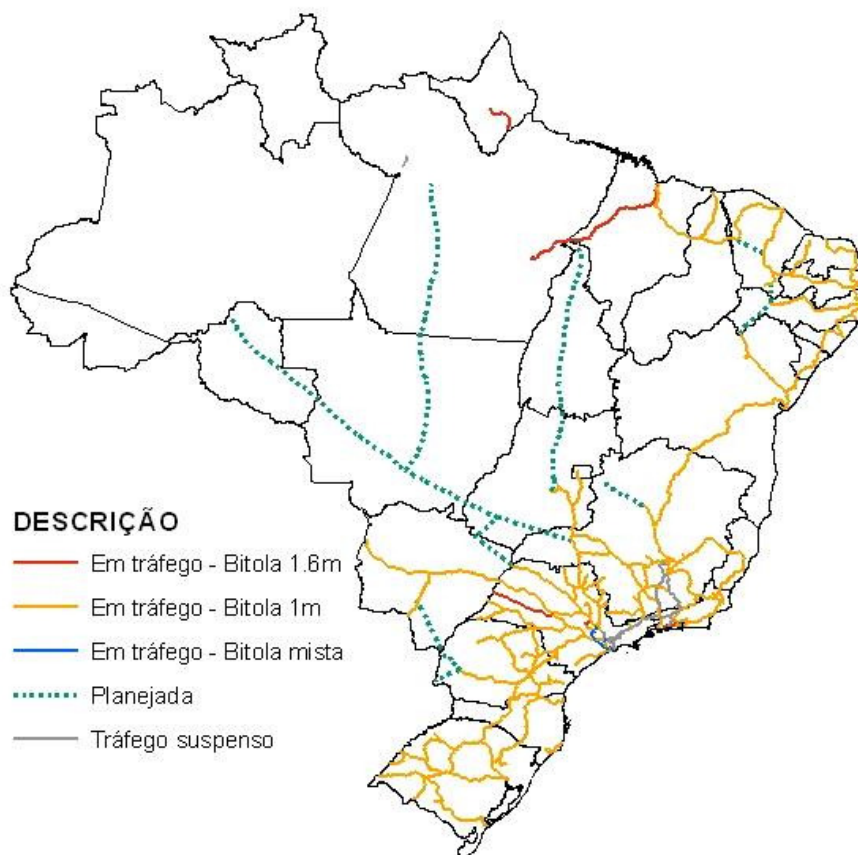 DESCRIÇÃO
Em tráfego - Bitola 1.6m
Em tráfego - Bitola 1m
Em tráfego - Bitola mista
Planejada
Tráfego suspenso